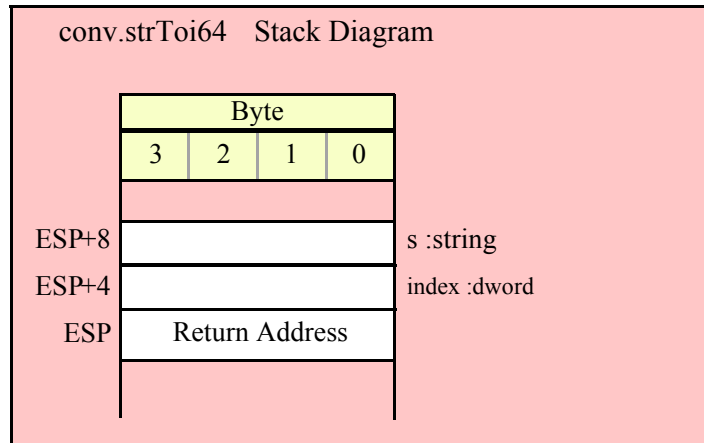 conv.strToi64 Stack Diagram
Byte
3 2 1 0
ESP+8 s :string
ESP+4 index :dword
ESP Return Address